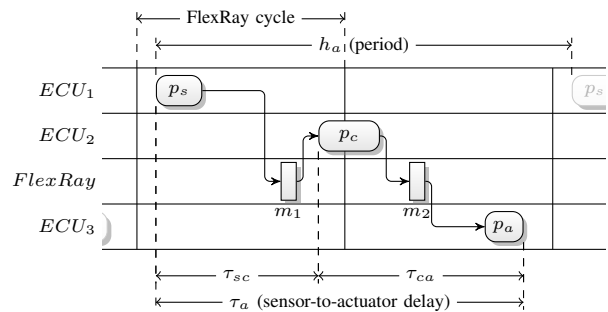 FlexRay cycle
h_a (period)
ECU_1 p_s p_s
ECU_2 p_c
FlexRay m_1 m_2
ECU_3 p_a
τ_sc τ_ca
τ_a (sensor-to-actuator delay)